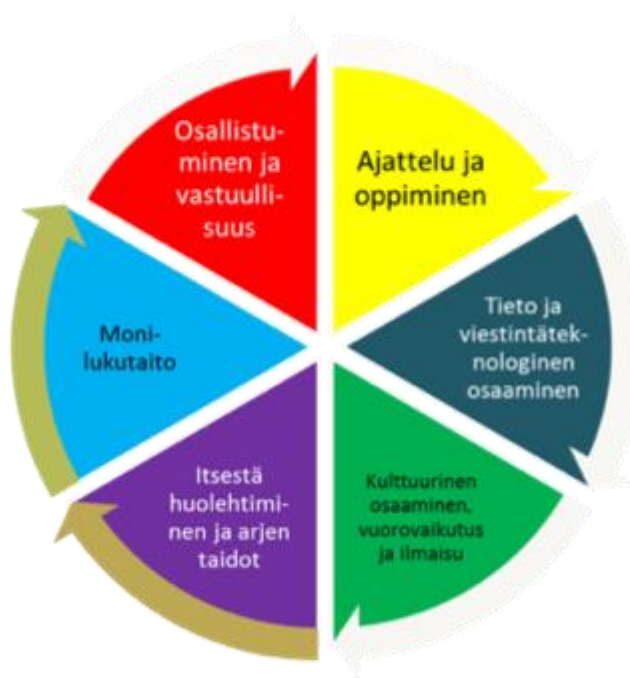 Ajattelu ja
oppiminen
Tieto ja
viestintätek-
nologinen
osaaminen
Kulttuurinen
osaaminen,
vuorovaikutus
ja ilmaisu
Itsestä
huolehtimi-
nen ja arjen
taidot
Moni-
lukutaito
Osallistu-
minen ja
vastuulli-
suus